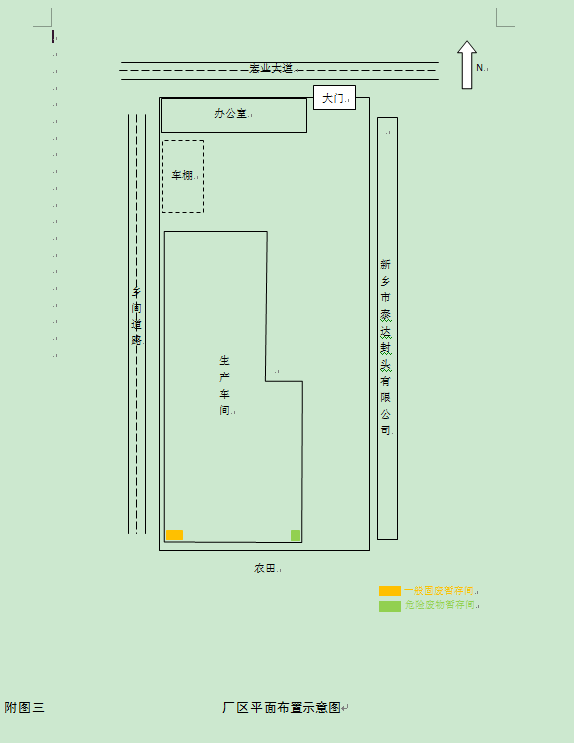 宏业大道
N
大门
办公室
车棚
乡间道路
生产车间
新乡市泰达封头有限公司
农田
一般固废暂存间
危险废物暂存间
附图三
厂区平面布置示意图